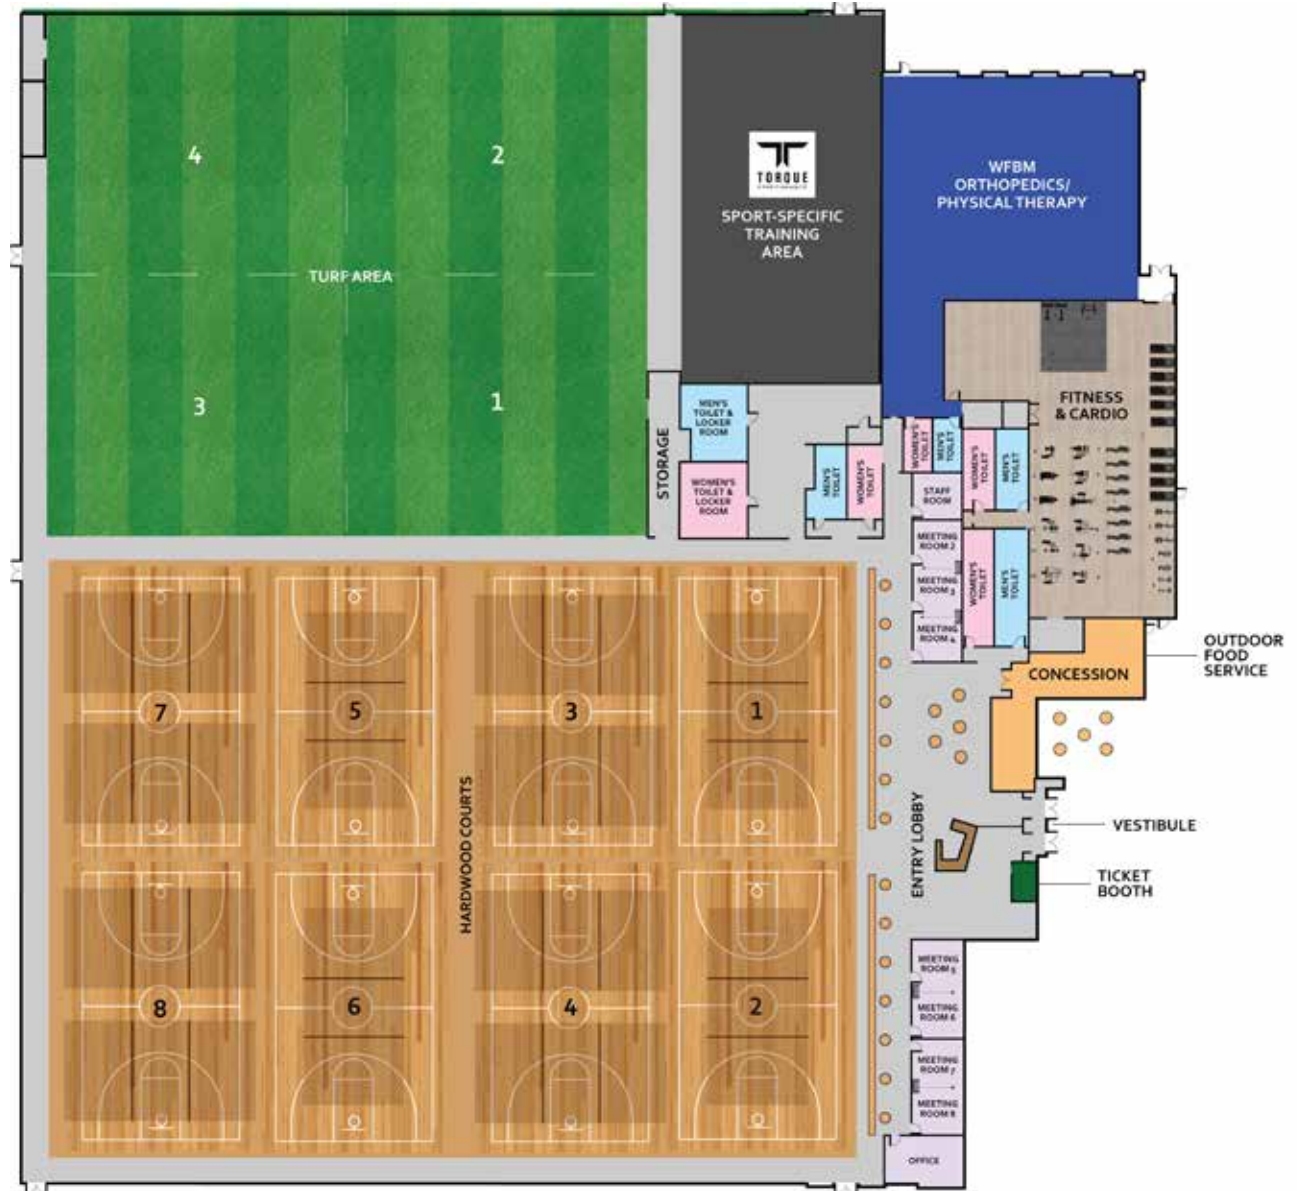 4
2
TURF AREA
3
1
TORQUE
SPORT-SPECIFIC
TRAINING
AREA
WFBM
ORTHOPEDICS/
PHYSICAL THERAPY
FITNESS
& CARDIO
STORAGE
MEN'S
TOILET &
LOCKER
ROOM
WOMEN'S
TOILET &
LOCKER
ROOM
MEN'S
TOILET
WOMEN'S
TOILET
WOMEN'S
TOILET
MEN'S
TOILET
WOMEN'S
TOILET
MEN'S
TOILET
STAFF
ROOM
MEETING
ROOM 2
MEETING
ROOM 3
MEETING
ROOM 4
WOMEN'S
TOILET
MEN'S
TOILET
CONCESSION
OUTDOOR
FOOD
SERVICE
7
5
3
1
HARDWOOD COURTS
ENTRY LOBBY
VESTIBULE
TICKET
BOOTH
8
6
4
2
MEETING
ROOM 5
MEETING
ROOM 6
MEETING
ROOM 7
MEETING
ROOM 8
OFFICE